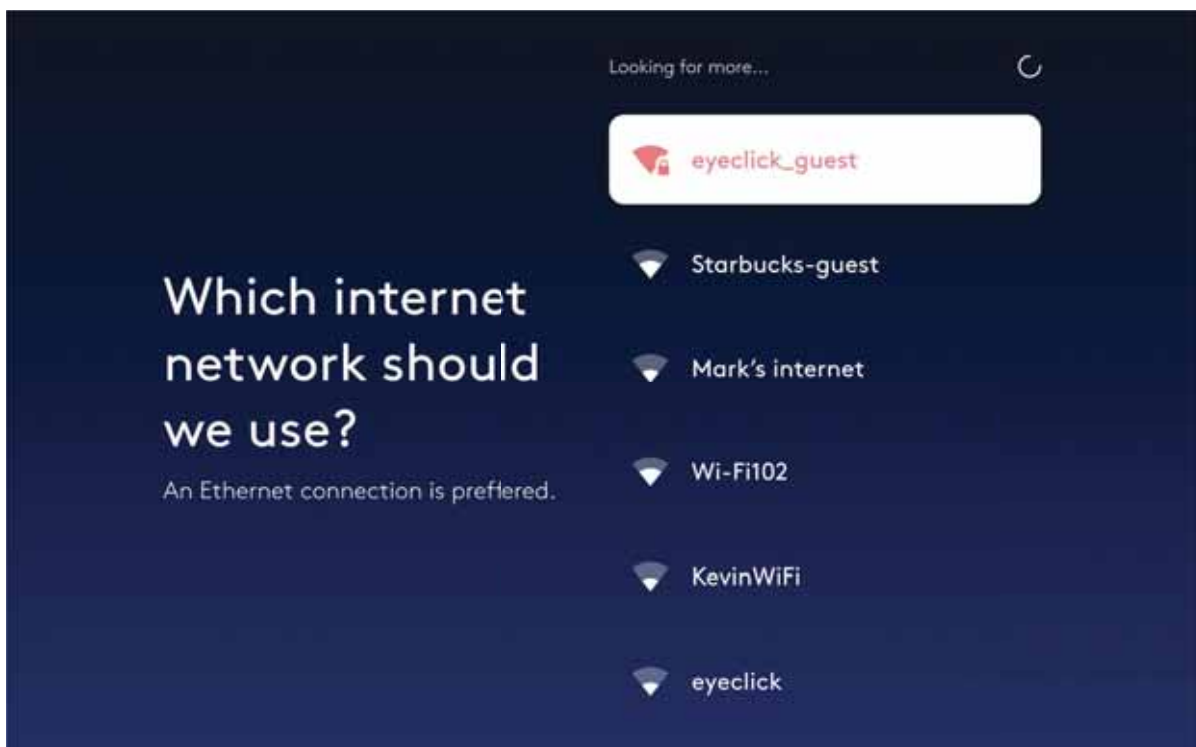 Looking for more...
eyeclick_guest
Starbucks-guest
Mark's internet
Wi-Fi102
KevinWiFi
eyeclick
Which internet
network should
we use?
An Ethernet connection is preffered.